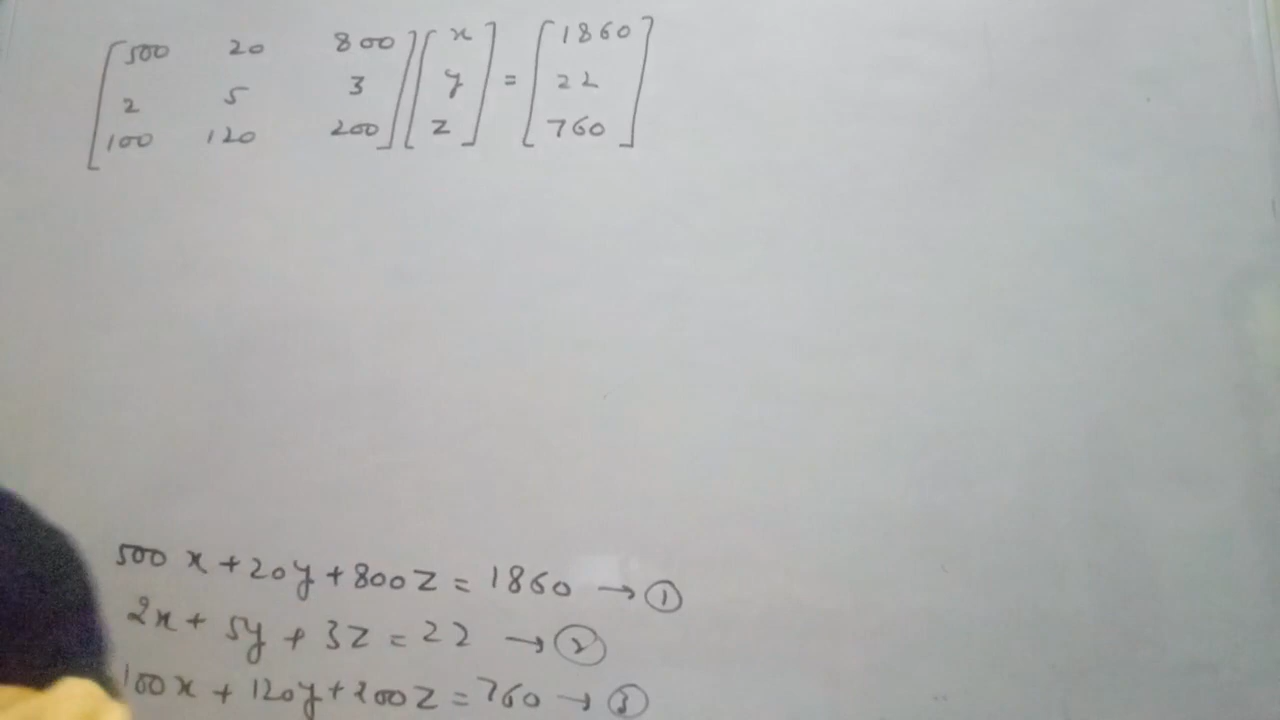 [500 20 800] [x] = [1860]
[2 5 3] [y] [22]
[100 120 200] [z] [760]
500x + 20y + 800z = 1860 → ①
2x + 5y + 3z = 22 → ②
100x + 120y + 200z = 760 → ③